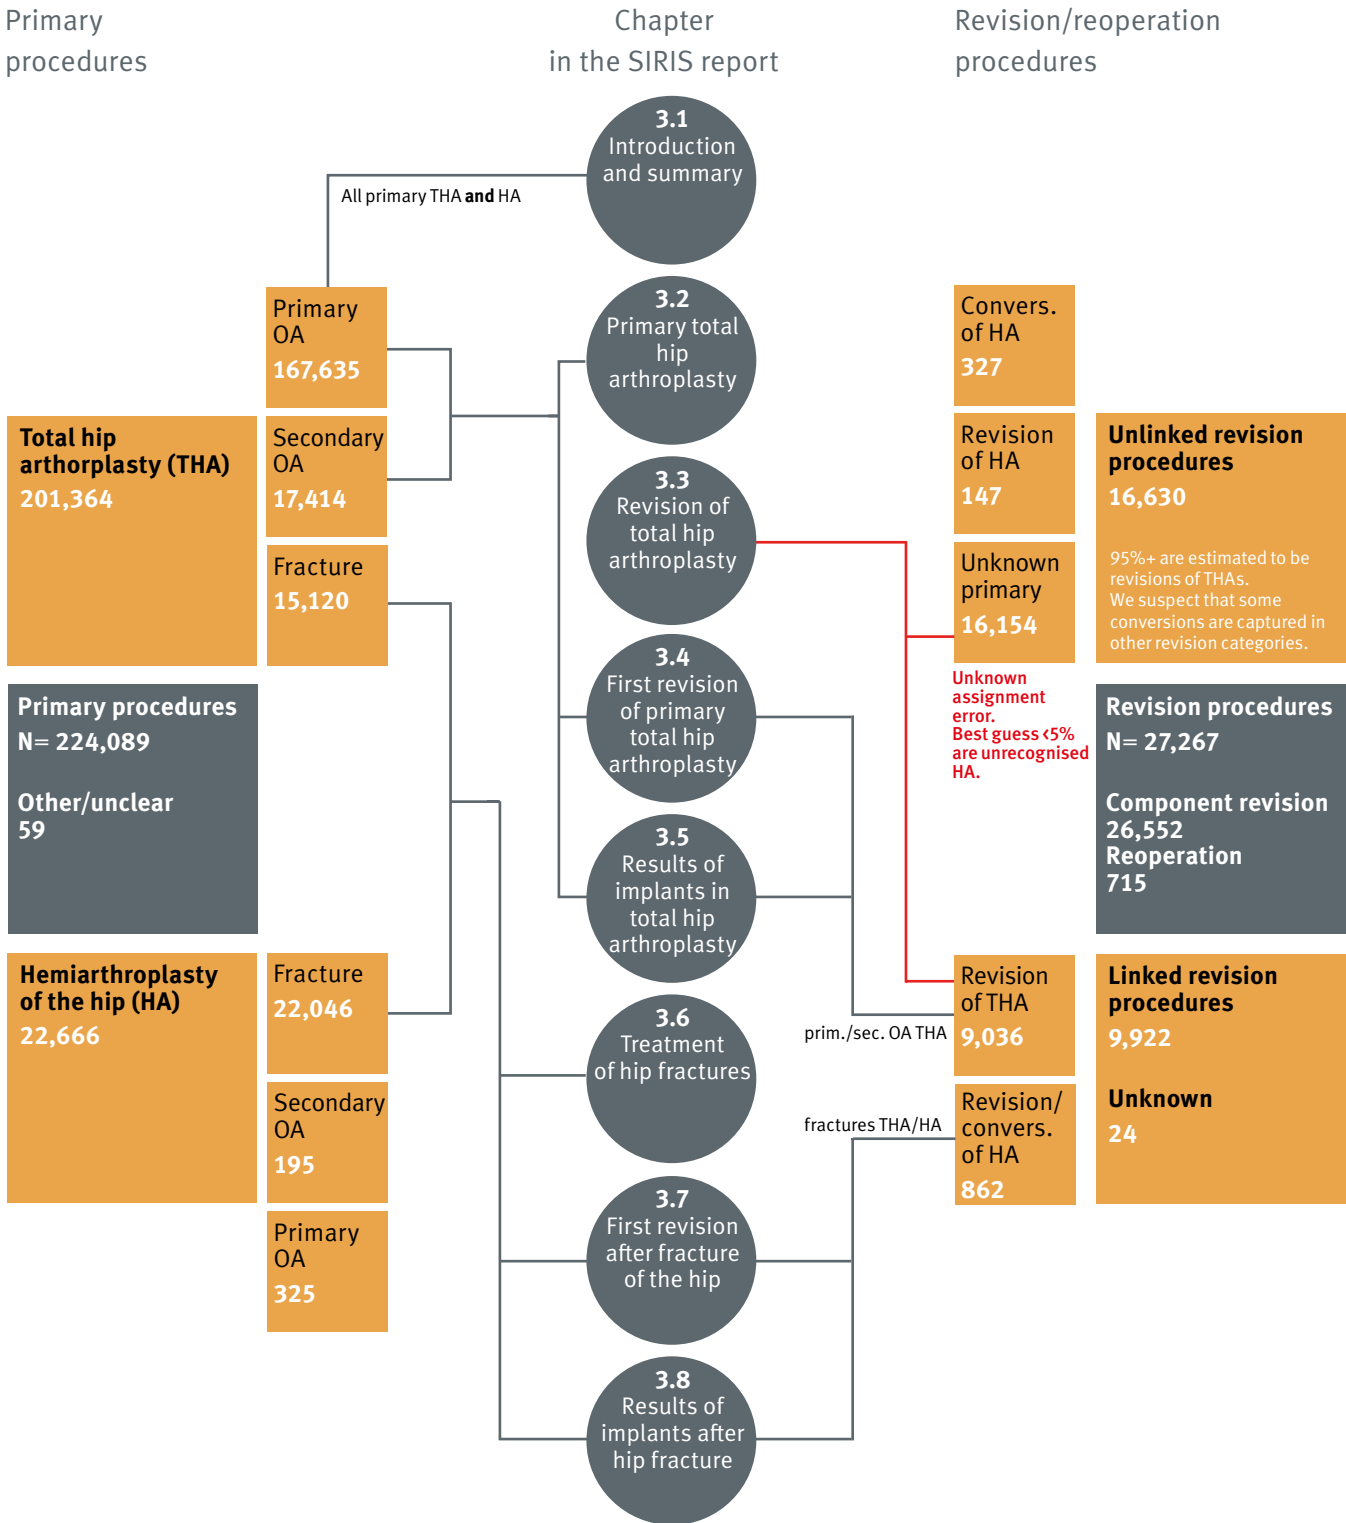 Primary
procedures
Chapter
in the SIRIS report
Revision/reoperation
procedures
All primary THA and HA
Primary
OA
167,635
Total hip
arthorplasty (THA)
201,364
Secondary
OA
17,414
Fracture
15,120
Primary procedures
N= 224,089
Other/unclear
59
Hemiarthroplasty
of the hip (HA)
22,666
Fracture
22,046
Secondary
OA
195
Primary
OA
325
3.1
Introduction
and summary
3.2
Primary total
hip
arthroplasty
3.3
Revision of
total hip
arthroplasty
3.4
First revision
of primary
total hip
arthroplasty
3.5
Results of
implants in
total hip
arthroplasty
3.6
Treatment
of hip fractures
3.7
First revision
after fracture
of the hip
3.8
Results of
implants after
hip fracture
Convers.
of HA
327
Revision
of HA
147
Unknown
primary
16,154
Unknown
assignment
error.
Best guess <5%
are unrecognised
HA.
Unlinked revision
procedures
16,630
95%+ are estimated to be
revisions of THAs.
We suspect that some
conversions are captured in
other revision categories.
Revision procedures
N= 27,267
Component revision
26,552
Reoperation
715
prim./sec. OA THA
Revision
of THA
9,036
fractures THA/HA
Revision/
convers.
of HA
862
Linked revision
procedures
9,922
Unknown
24